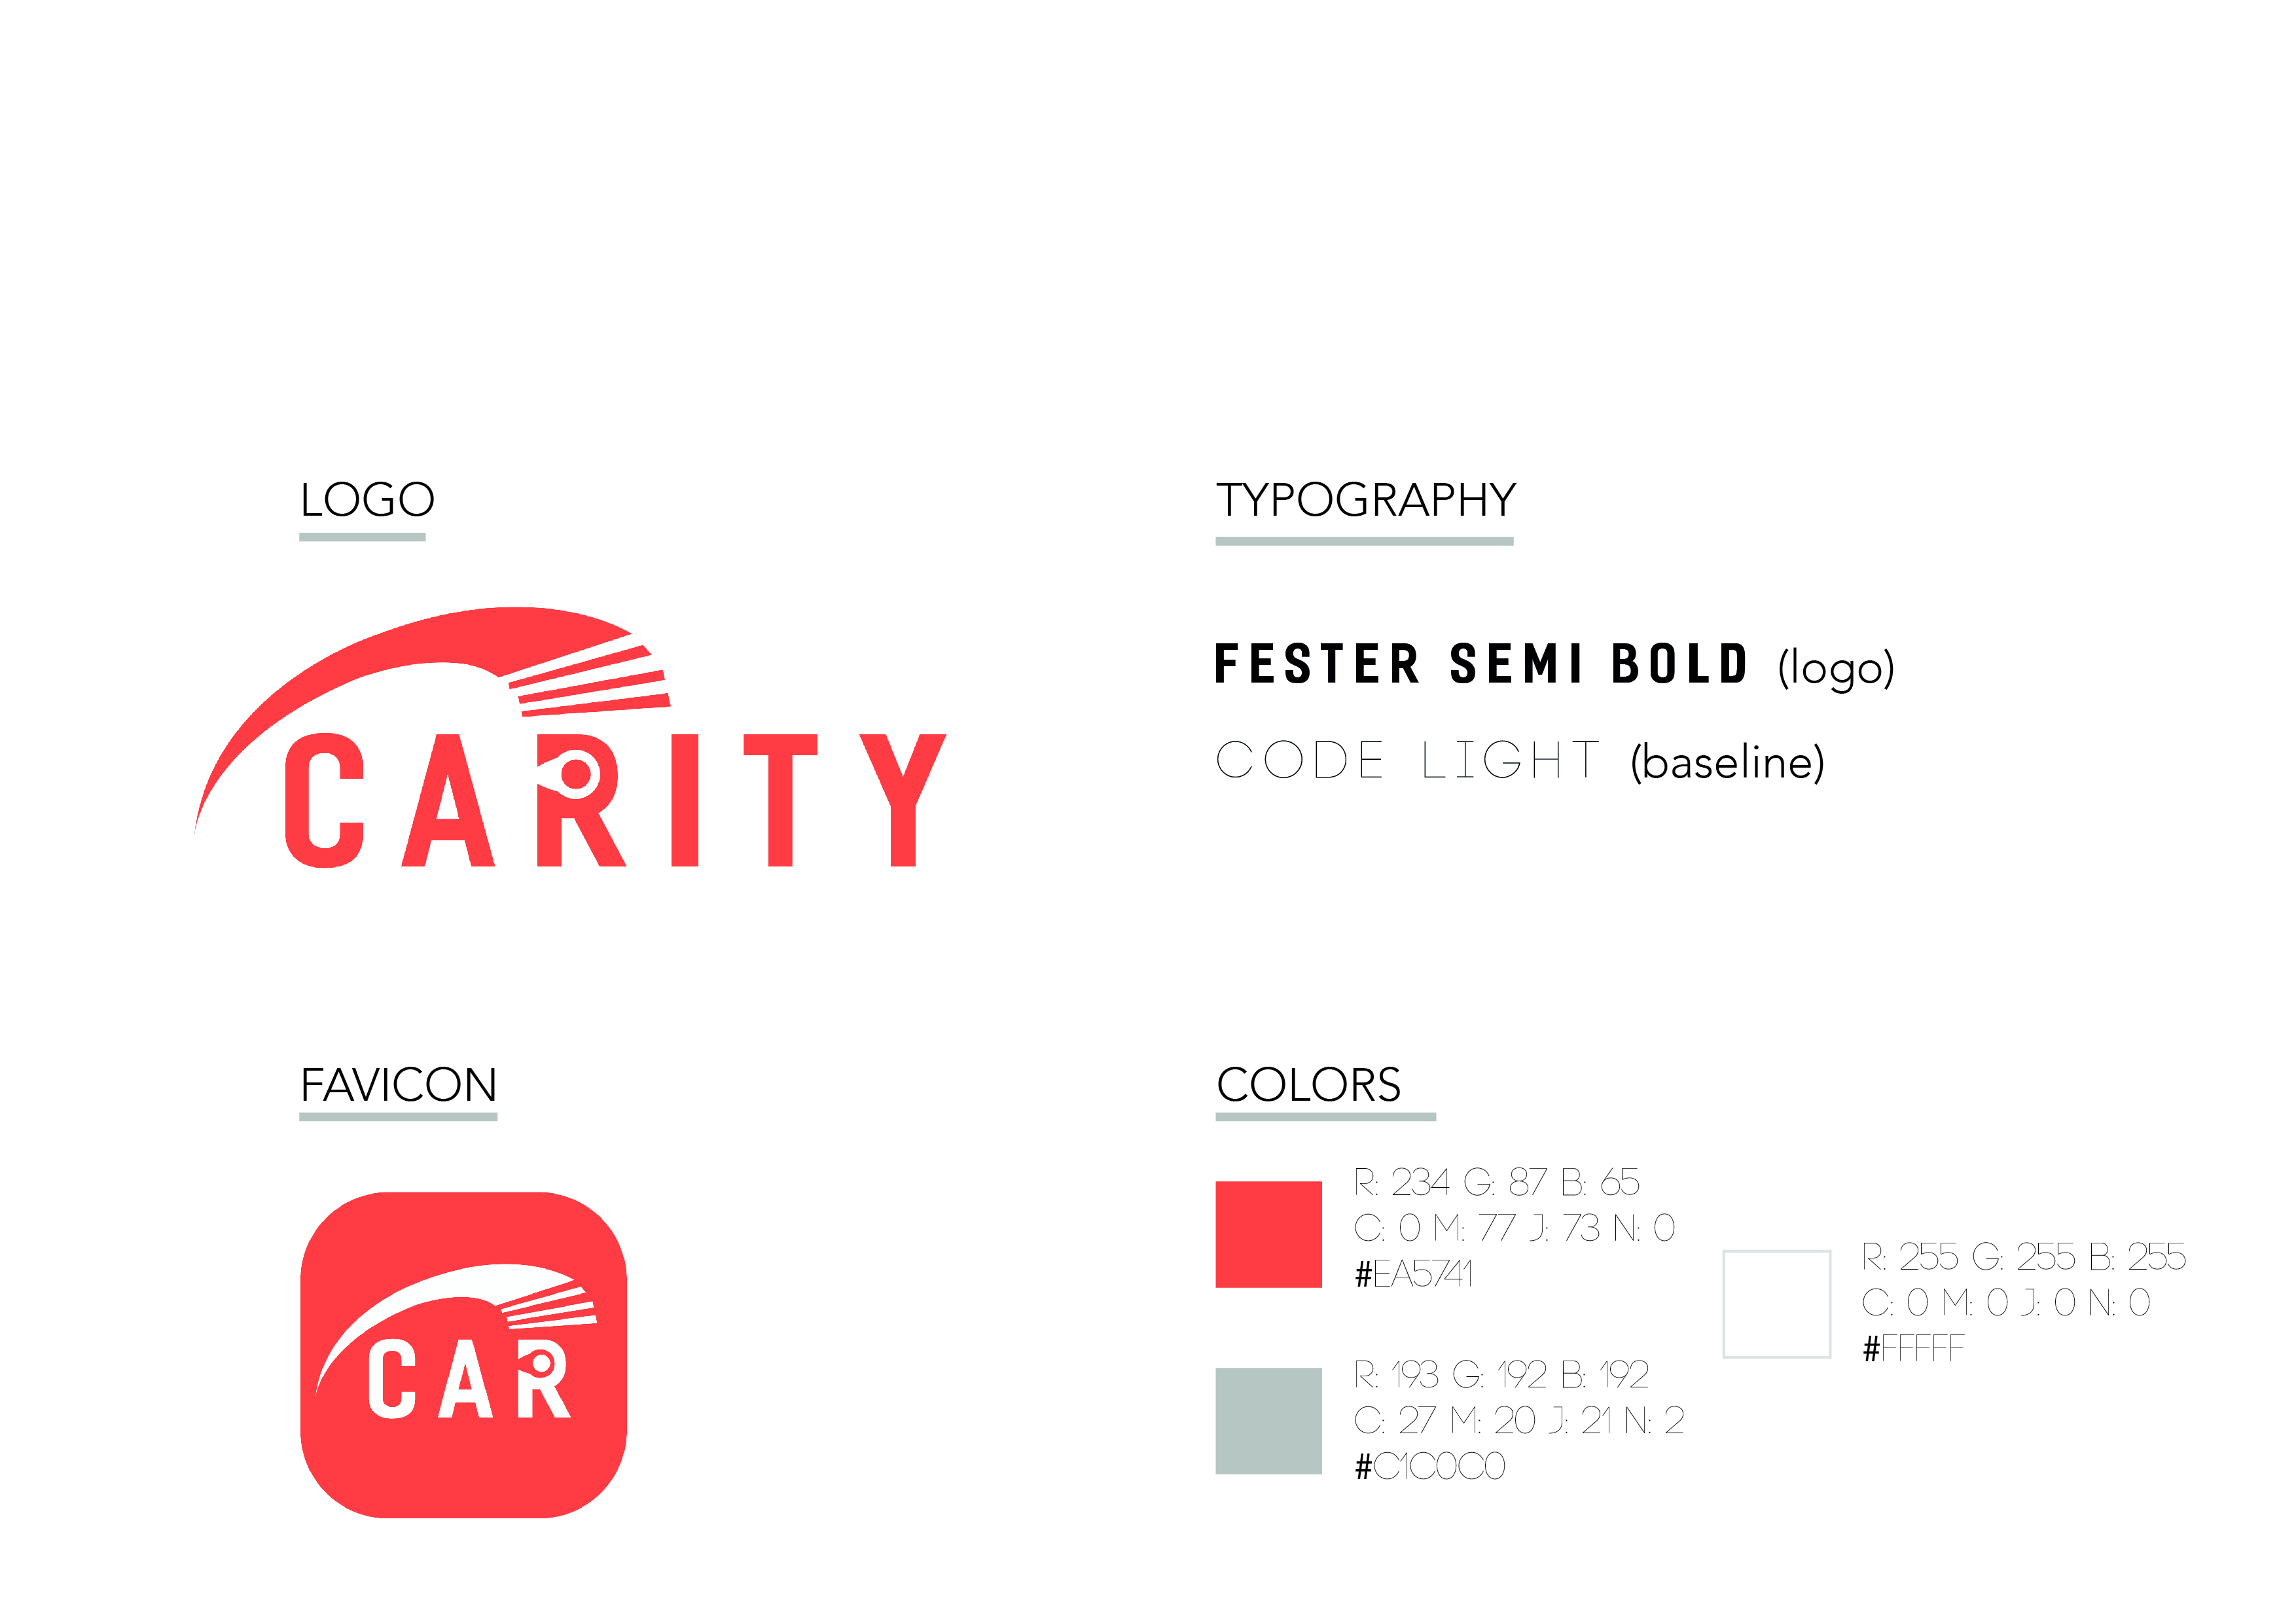 LOGO
CARITY
TYPOGRAPHY
FESTER SEMI BOLD (logo)
CODE LIGHT (baseline)
FAVICON
CAR
COLORS
R: 234 G: 87 B: 65
C: 0 M: 77 J: 73 N: 0
#EA5741
R: 193 G: 192 B: 192
C: 27 M: 20 J: 21 N: 2
#C1C0C0
R: 255 G: 255 B: 255
C: 0 M: 0 J: 0 N: 0
#FFFFFF